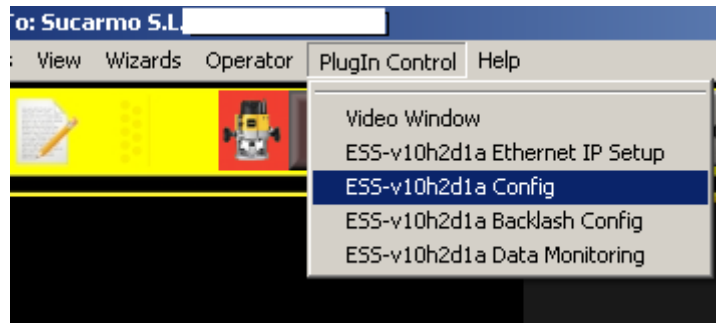 To: Sucarmo S.L.
View Wizards Operator PlugIn Control Help
Video Window
ESS-v10h2d1a Ethernet IP Setup
ESS-v10h2d1a Config
ESS-v10h2d1a Backlash Config
ESS-v10h2d1a Data Monitoring